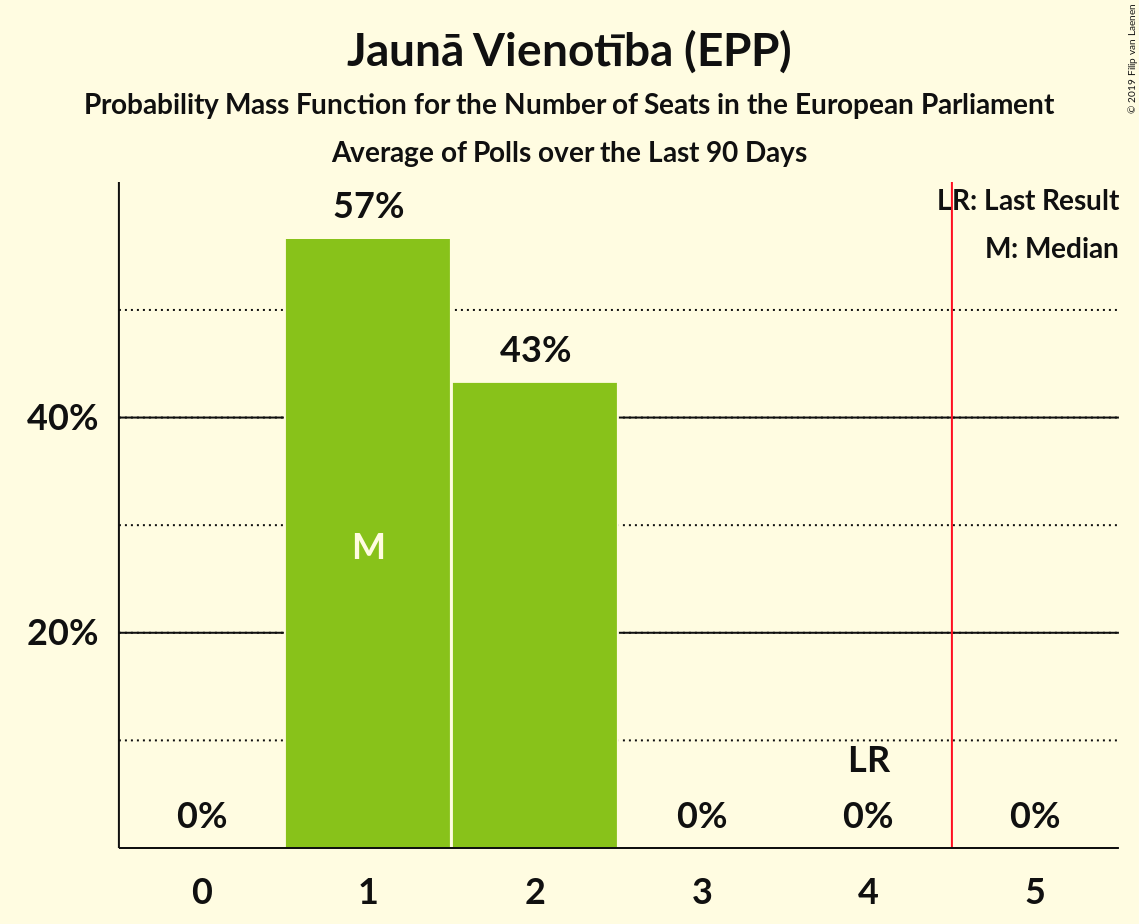 Jaunā Vienotība (EPP)
Probability Mass Function for the Number of Seats in the European Parliament
Average of Polls over the Last 90 Days
© 2019 Filip van Laenen
LR: Last Result
M: Median
57%
43%
40%
20%
M
LR
0%
0%
0%
0%
0
1
2
3
4
5